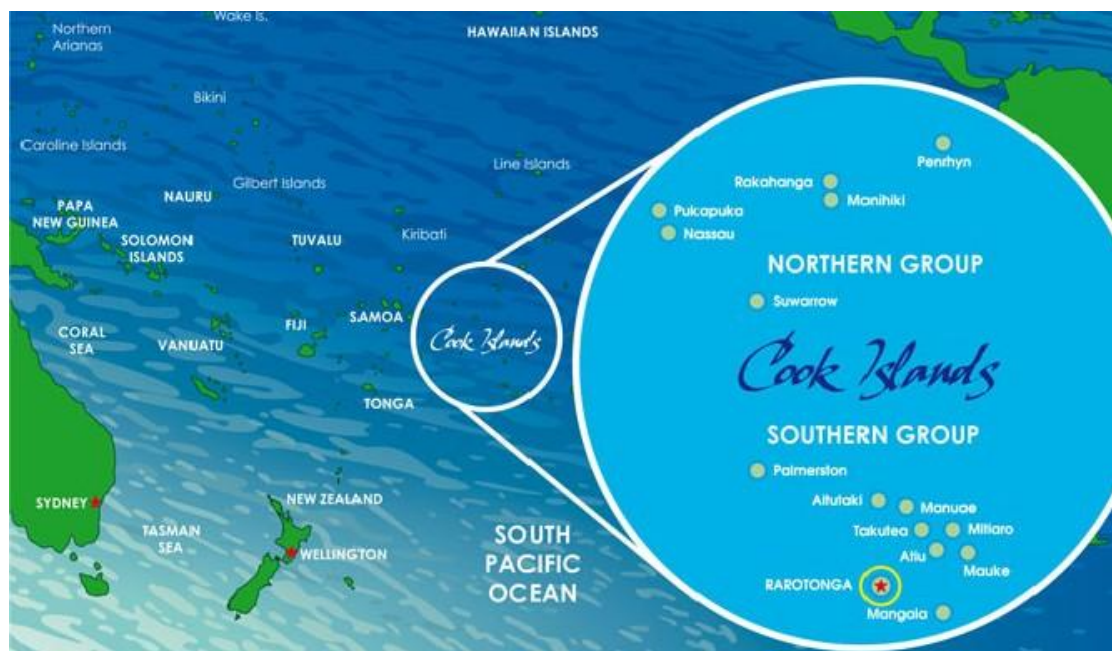 Wake Is.
Northern
Arianas
HAWAIIAN ISLANDS
Bikini
Caroline Islands
Line Islands
Gilbert Islands
NAURU
PAPA
NEW GUINEA
SOLOMON
ISLANDS
TUVALU
Kiribati
CORAL
SEA
VANUATU
FIJI
SAMOA
Cook Islands
TONGA
SYDNEY
TASMAN
SEA
NEW ZEALAND
WELLINGTON
SOUTH
PACIFIC
OCEAN
Penrhyn
Rakahanga
Manihiki
Pukapuka
Nassau
NORTHERN GROUP
Suwarrow
Cook Islands
SOUTHERN GROUP
Palmerston
Aitutaki
Manuae
Takutea
Mitiaro
Atiu
Mauke
RAROTONGA
Mangaia